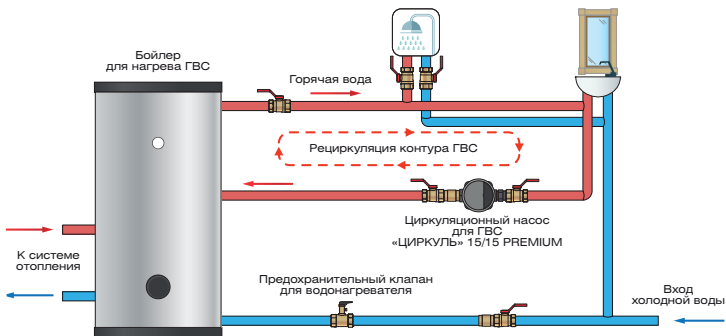 Бойлер
для нагрева ГВС
Горячая вода
Рециркуляция контура ГВС
Циркуляционный насос
для ГВС
«ЦИРКУЛЬ» 15/15 PREMIUM
К системе
отопления
Предохранительный клапан
для водонагревателя
Вход
холодной воды